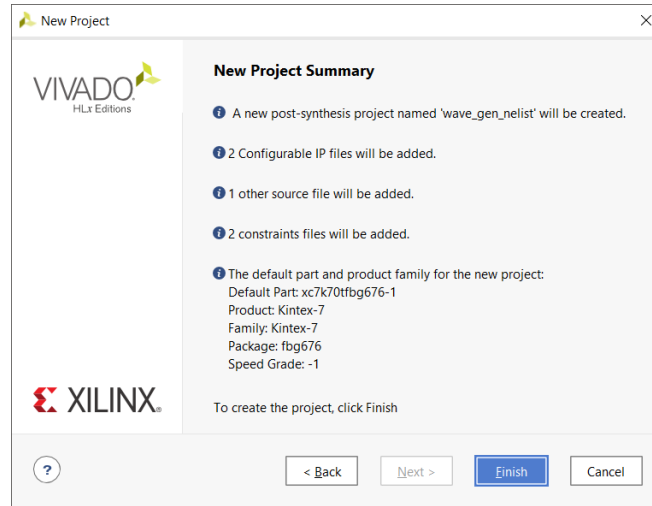 New Project
VIVADO.
HLx Editions
New Project Summary
A new post-synthesis project named 'wave_gen_nelist' will be created.
2 Configurable IP files will be added.
1 other source file will be added.
2 constraints files will be added.
The default part and product family for the new project:
Default Part: xc7k70tfbg676-1
Product: Kintex-7
Family: Kintex-7
Package: fbg676
Speed Grade: -1
XILINX.
To create the project, click Finish
?
< Back
Next >
Finish
Cancel